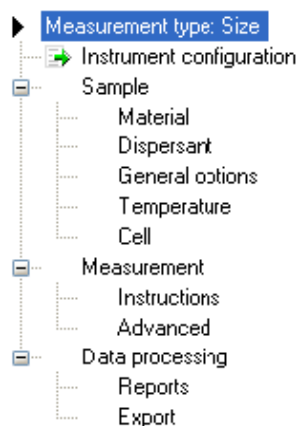 Measurement type: Size
Instrument configuration
Sample
Material
Dispersant
General options
Temperature
Cell
Measurement
Instructions
Advanced
Data processing
Reports
Export